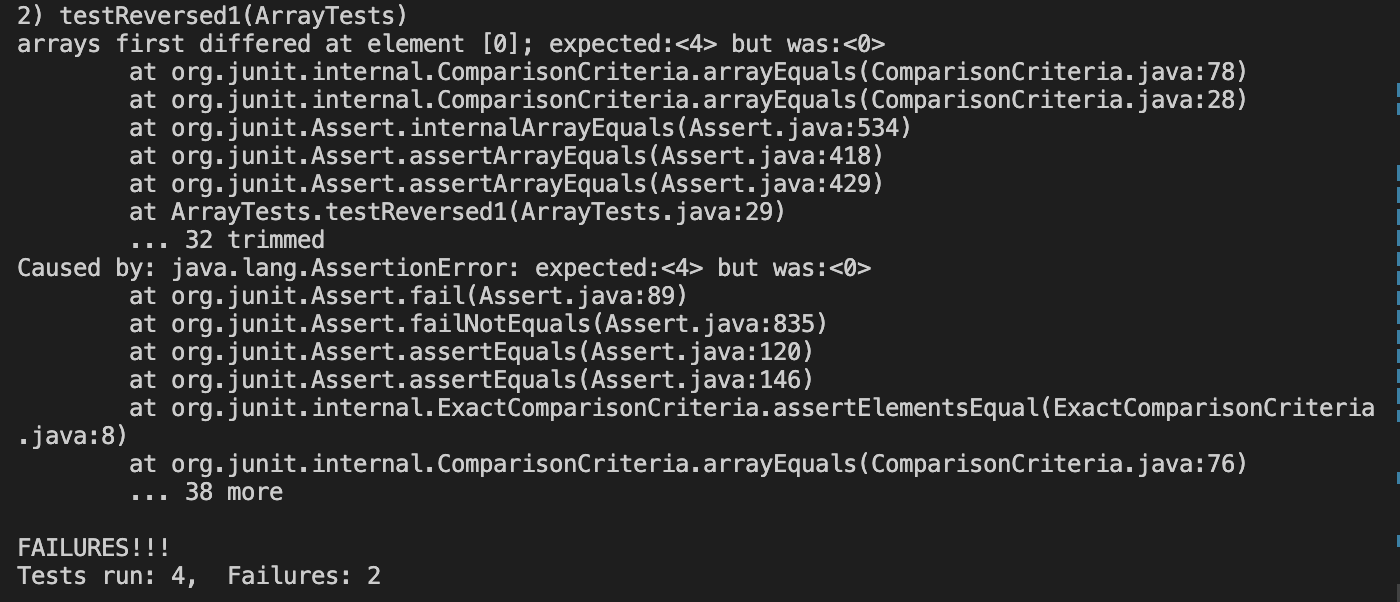 2) testReversed1(ArrayTests)
arrays first differed at element [0]; expected:<4> but was:<0>
        at org.junit.internal.ComparisonCriteria.arrayEquals(ComparisonCriteria.java:78)
        at org.junit.internal.ComparisonCriteria.arrayEquals(ComparisonCriteria.java:28)
        at org.junit.Assert.internalArrayEquals(Assert.java:534)
        at org.junit.Assert.assertArrayEquals(Assert.java:418)
        at org.junit.Assert.assertArrayEquals(Assert.java:429)
        at ArrayTests.testReversed1(ArrayTests.java:29)
        ... 32 trimmed
Caused by: java.lang.AssertionError: expected:<4> but was:<0>
        at org.junit.Assert.fail(Assert.java:89)
        at org.junit.Assert.failNotEquals(Assert.java:835)
        at org.junit.Assert.assertEquals(Assert.java:120)
        at org.junit.Assert.assertEquals(Assert.java:146)
        at org.junit.internal.ExactComparisonCriteria.assertElementsEqual(ExactComparisonCriteria
.java:8)
        at org.junit.internal.ComparisonCriteria.arrayEquals(ComparisonCriteria.java:76)
        ... 38 more

FAILURES!!!
Tests run: 4,  Failures: 2